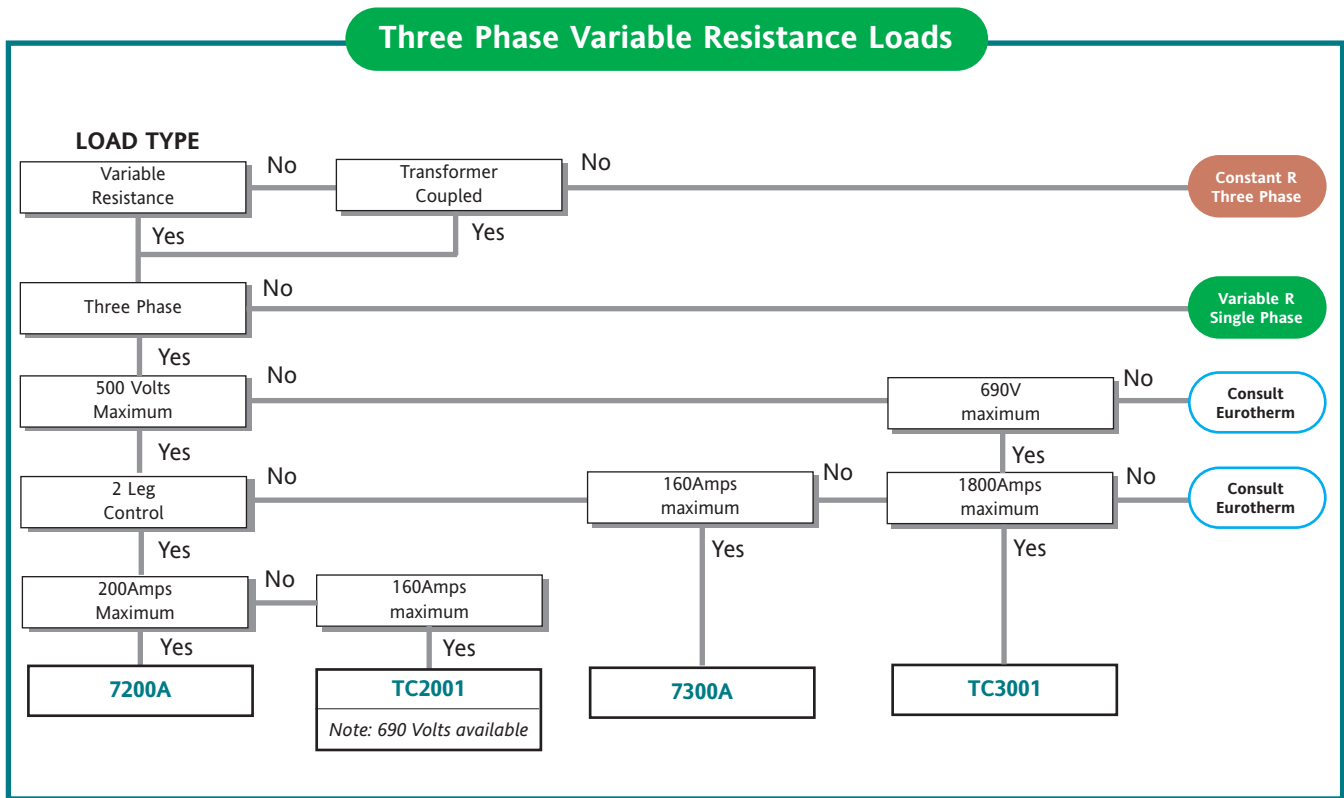 Three Phase Variable Resistance Loads
LOAD TYPE
Variable
Resistance
No
Transformer
Coupled
No
Constant R
Three Phase
Yes
Yes
Three Phase
No
Variable R
Single Phase
Yes
500 Volts
Maximum
No
690V
maximum
No
Consult
Eurotherm
Yes
Yes
2 Leg
Control
No
160Amps
maximum
No
1800Amps
maximum
No
Consult
Eurotherm
Yes
Yes
Yes
200Amps
Maximum
No
160Amps
maximum
Yes
Yes
7200A
TC2001
Note: 690 Volts available
7300A
TC3001